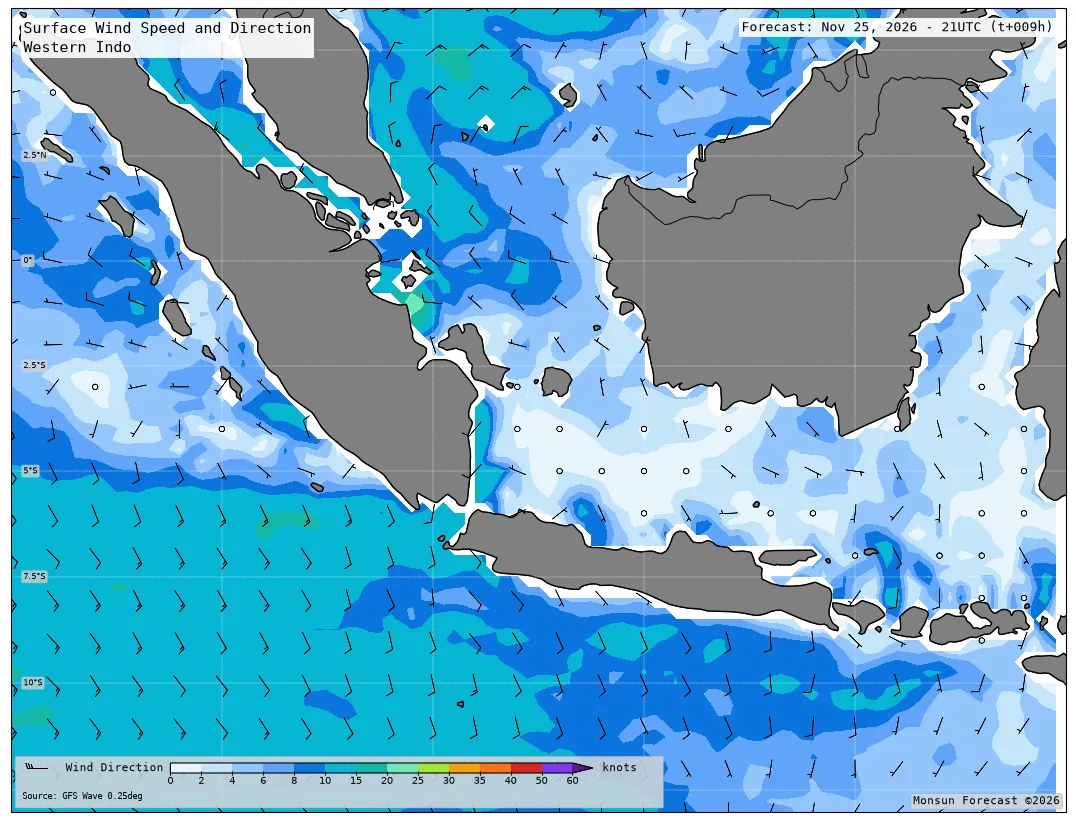 Surface Wind Speed and Direction
Western Indo
Forecast: Nov 25, 2026 - 21UTC (t+009h)
2.5°N
0°
2.5°S
5°S
7.5°S
10°S
Wind Direction
0 2 4 6 8 10 15 20 25 30 35 40 50 60
knots
Source: GFS Wave 0.25deg
Monsun Forecast ©2026